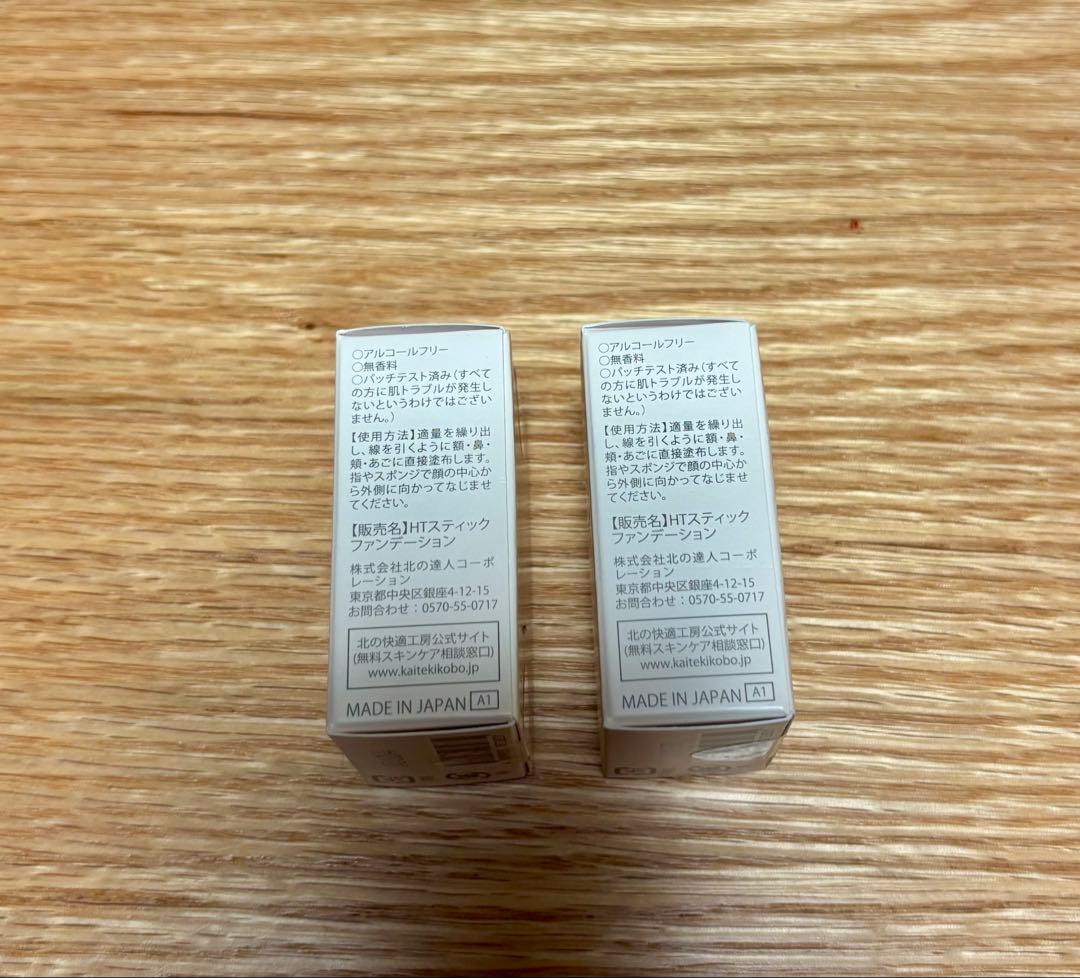 ○アルコールフリー
○無香料
○パッチテスト済み（すべて
の方に肌トラブルが発生し
ないというわけではござい
ません。）
【使用方法】適量を繰り出
し、線を引くように額・鼻・
頬・あごに直接塗布します。
指やスポンジで顔の中心か
ら外側に向かってなじませ
てください。
【販売名】HTスティック
ファンデーション
株式会社北の達人コーポ
レーション
東京都中央区銀座4-12-15
お問合わせ：0570-55-0717
北の快適工房公式サイト
(無料スキンケア相談窓口)
www.kaitekikobo.jp
MADE IN JAPAN A1
○アルコールフリー
○無香料
○パッチテスト済み（すべて
の方に肌トラブルが発生し
ないというわけではござい
ません。）
【使用方法】適量を繰り出
し、線を引くように額・鼻・
頬・あごに直接塗布します。
指やスポンジで顔の中心か
ら外側に向かってなじませ
てください。
【販売名】HTスティック
ファンデーション
株式会社北の達人コーポ
レーション
東京都中央区銀座4-12-15
お問合わせ：0570-55-0717
北の快適工房公式サイト
(無料スキンケア相談窓口)
www.kaitekikobo.jp
MADE IN JAPAN A1